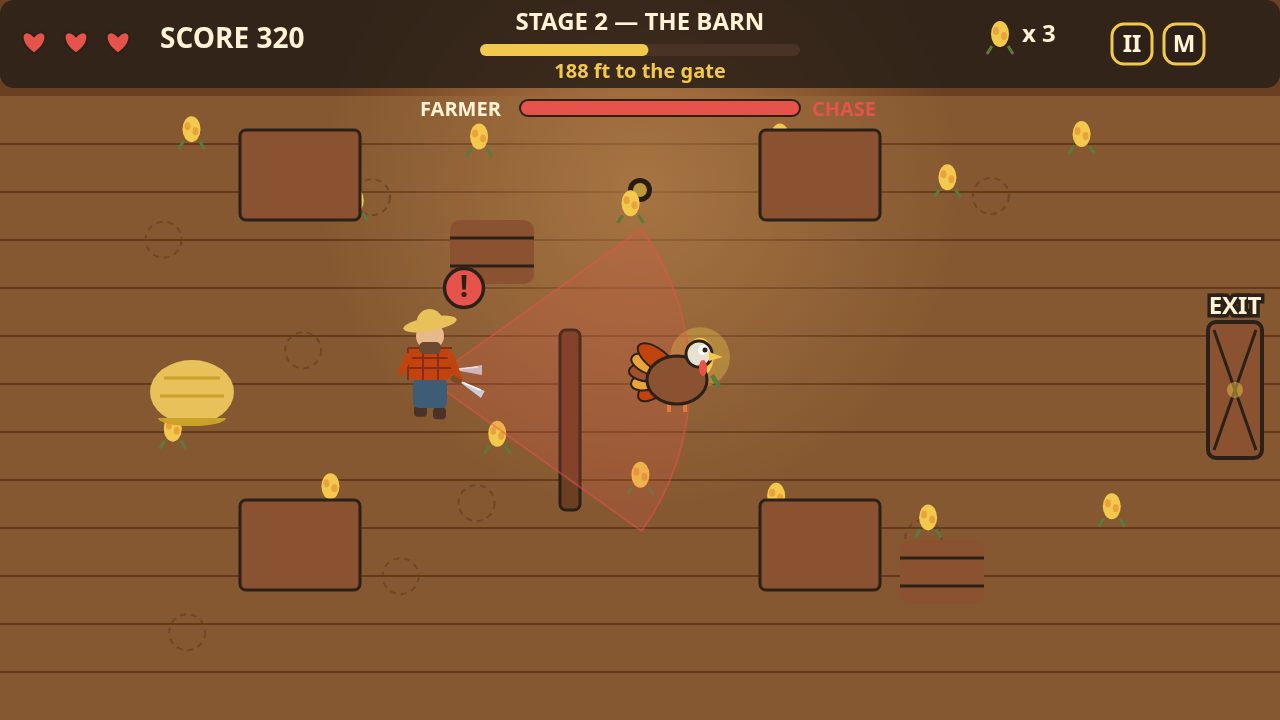 STAGE 2 — THE BARN
SCORE 320
x 3
II
M
188 ft to the gate
FARMER
CHASE
!
EXIT